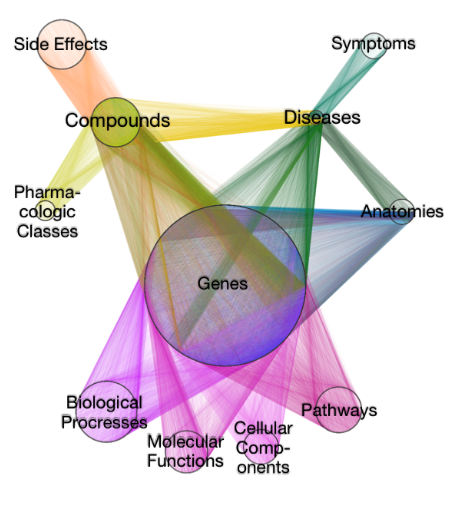 Side Effects
Symptoms
Compounds
Diseases
Pharma-
cologic
Classes
Anatomies
Genes
Biological
Procresses
Pathways
Molecular
Functions
Cellular
Comp-
onents